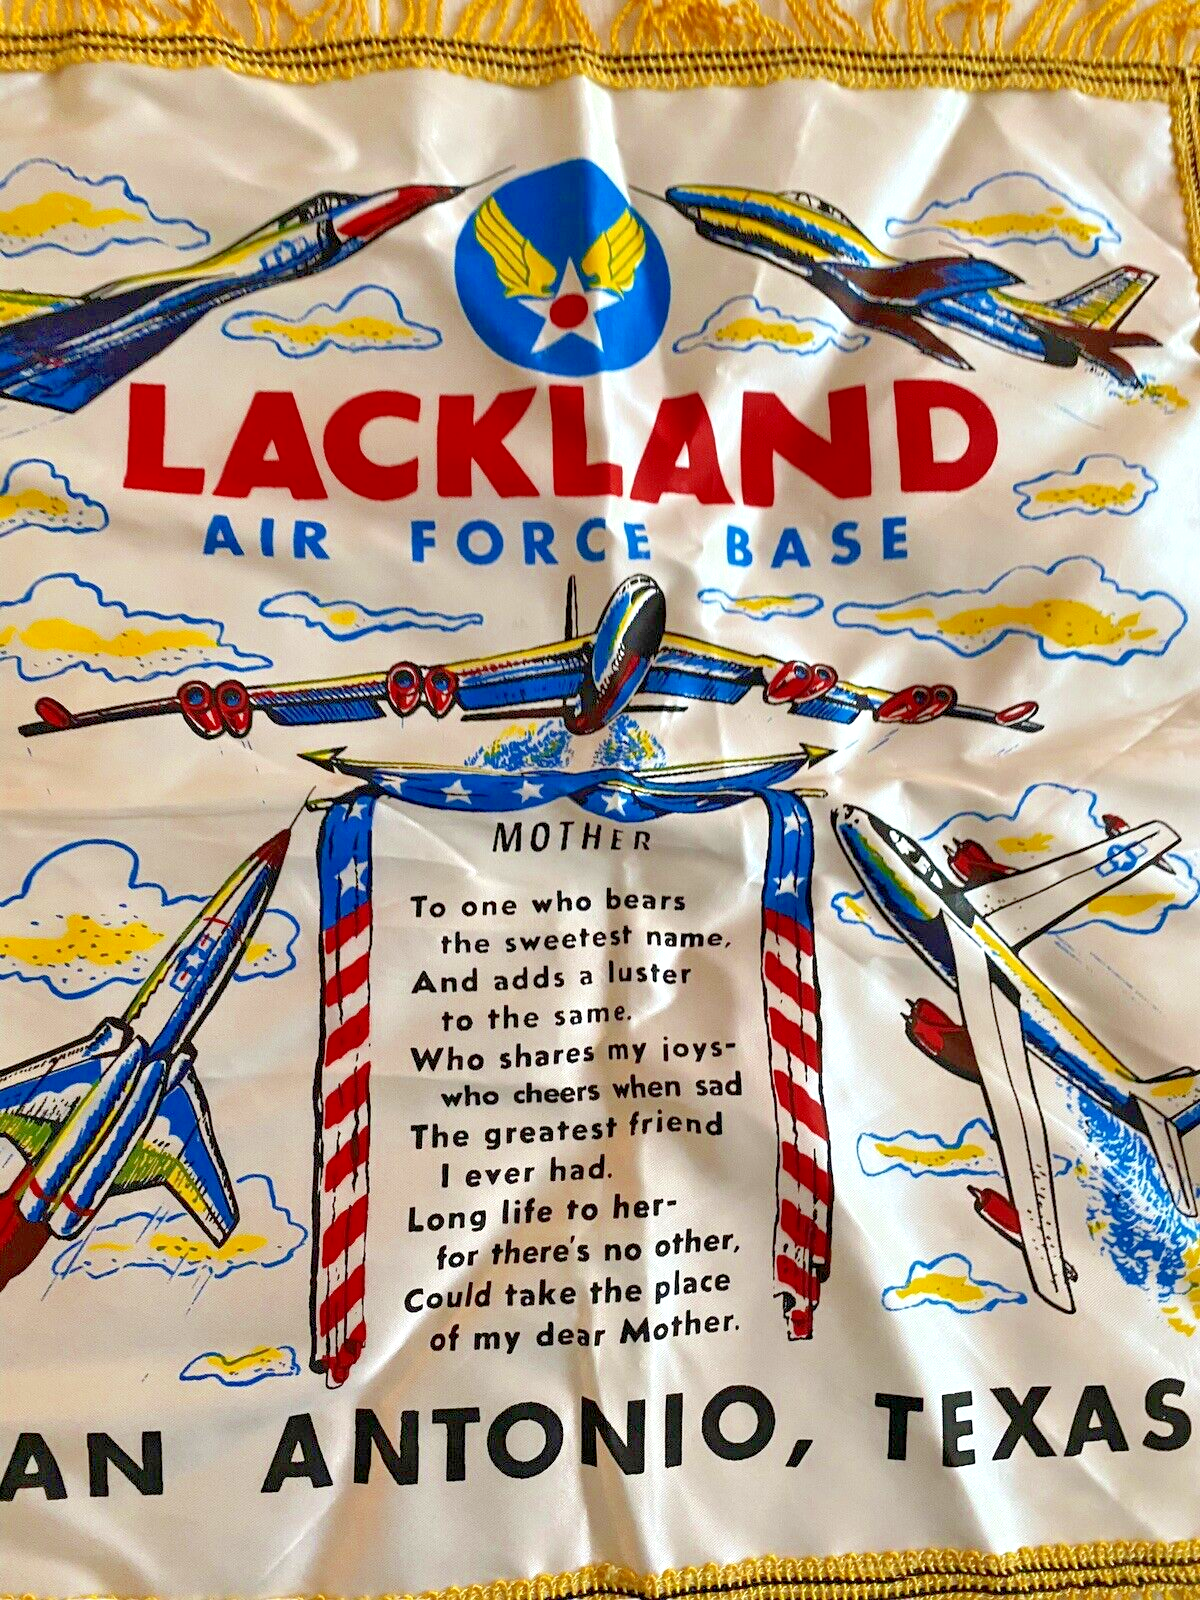 LACKLAND
AIR FORCE BASE
MOTHER
To one who bears
the sweetest name,
And adds a luster
to the same.
Who shares my joys-
who cheers when sad
The greatest friend
I ever had.
Long life to her-
for there's no other,
Could take the place
of my dear Mother.
AN ANTONIO, TEXAS